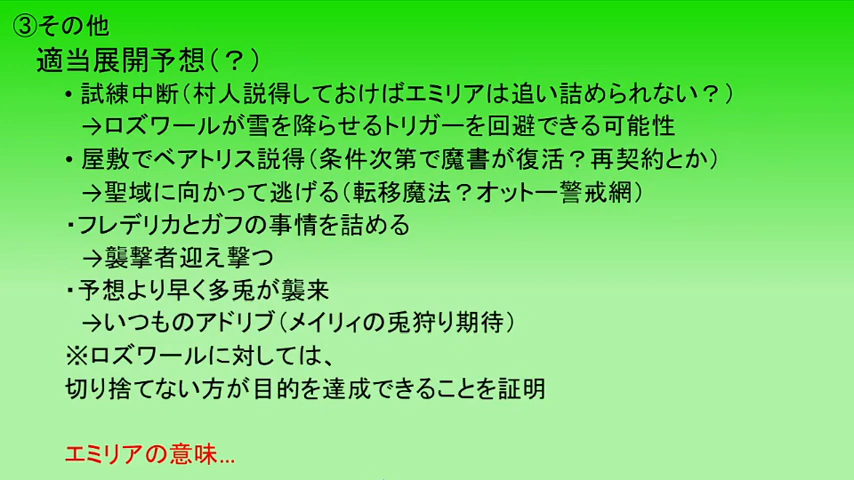 ③その他
適当展開予想（？）
• 試練中断（村人説得しておけばエミリアは追い詰められない？）
→ロズワールが雪を降らせるトリガーを回避できる可能性
• 屋敷でベアトリス説得（条件次第で魔書が復活？再契約とか）
→聖域に向かって逃げる（転移魔法？オットー警戒網）
・フレデリカとガフの事情を詰める
→襲撃者迎え撃つ
・予想より早く多兎が襲来
→いつものアドリブ（メイリィの兎狩り期待）
※ロズワールに対しては、
切り捨てない方が目的を達成できることを証明
エミリアの意味…